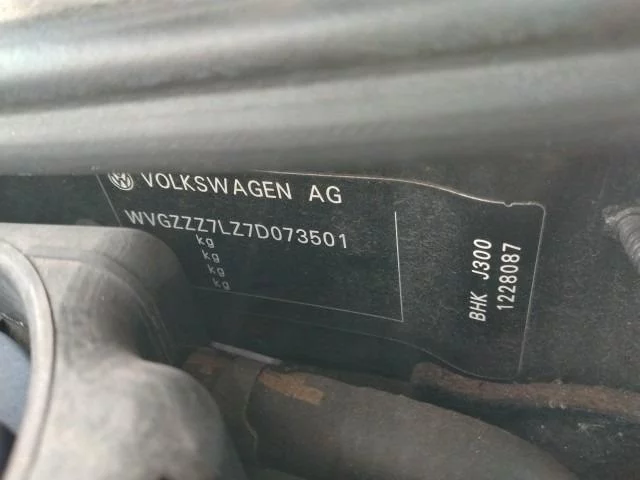 VOLKSWAGEN AG
WVGZZZ7LZ7D073501
kg
kg
kg
kg
BHK J300
1228087